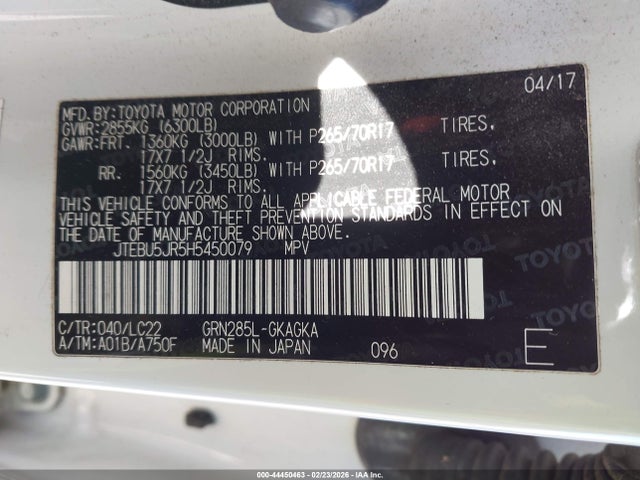 04/17
MFD. BY: TOYOTA MOTOR CORPORATION
GVWR: 2855KG (6300LB)
GAWR: FRT. 1360KG (3000LB) WITH P265/70R17 TIRES,
17X7 1/2J RIMS.
RR. 1560KG (3450LB) WITH P265/70R17 TIRES,
17X7 1/2J RIMS.
THIS VEHICLE CONFORMS TO ALL APPLICABLE FEDERAL MOTOR
VEHICLE SAFETY AND THEFT PREVENTION STANDARDS IN EFFECT ON
THE DATE OF MANUFACTURE SHOWN ABOVE.
JTEBU5JR5H5450079 MPV
C/TR: 040/LC22 GRN285L-GKAGKA
A/TM: A01B/A750F MADE IN JAPAN 096 E
000-44450463 - 02/23/2026 - IAAI.COM